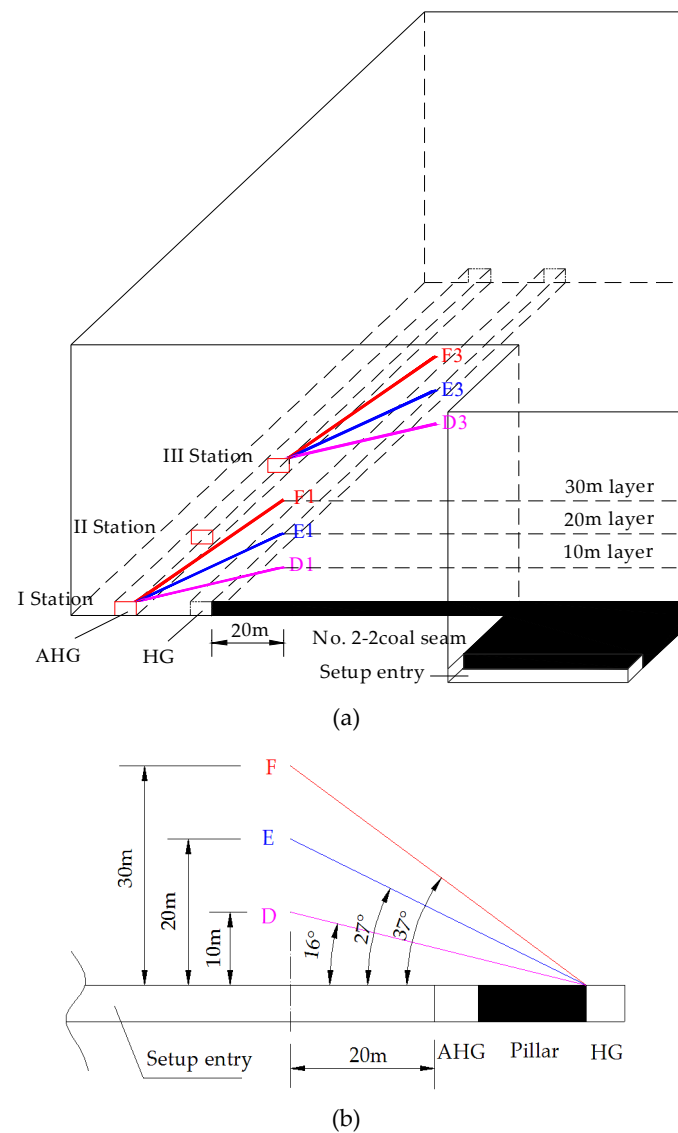 F3
E3
D3
III Station
30m layer
F1
II Station
20m layer
E1
10m layer
D1
I Station
20m
No. 2-2coal seam
AHG
HG
Setup entry
(a)
F
30m
E
20m
D
10m
16°
27°
37°
Setup entry
20m
AHG
Pillar
HG
(b)